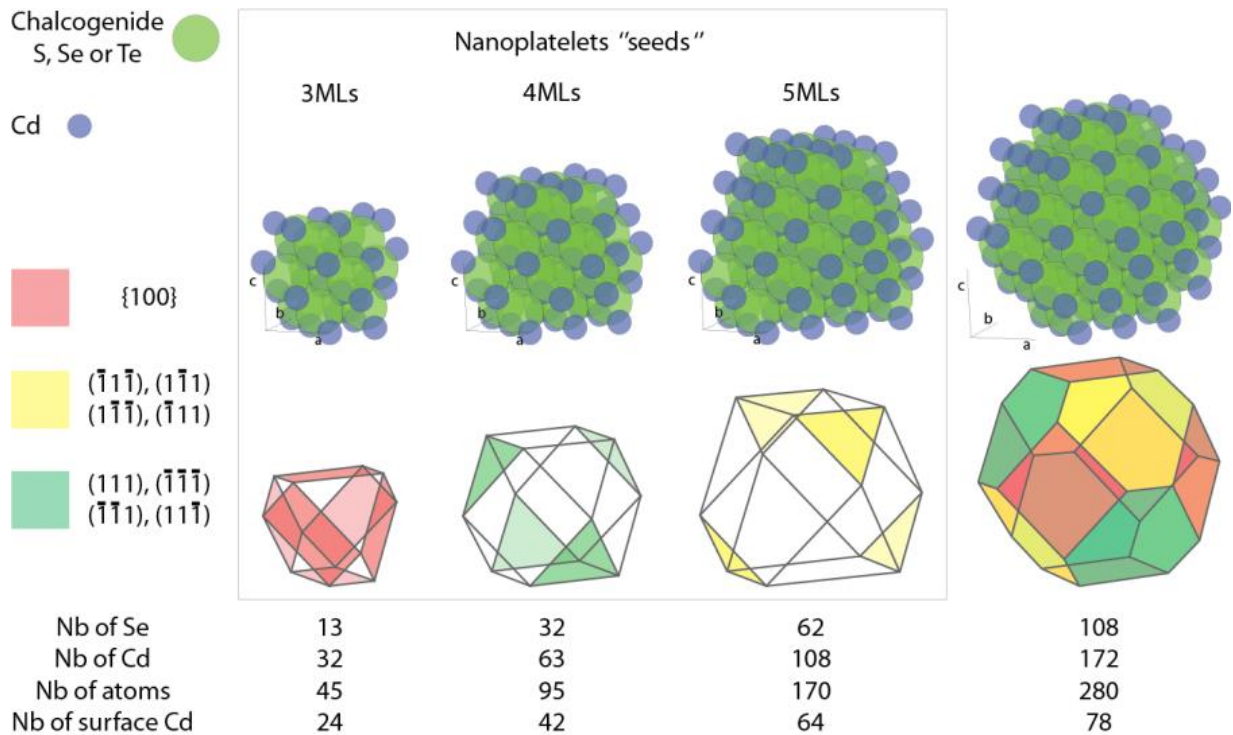 Chalcogenide
S, Se or Te
Cd
Nanoplatelets "seeds"
3MLs 4MLs 5MLs
c b a
c b a
c b a
c b a
{100}
(1̄11̄), (11̄1)
(11̄1̄), (1̄11)
(111), (1̄1̄1̄)
(1̄1̄1), (111̄)
Nb of Se 13 32 62 108
Nb of Cd 32 63 108 172
Nb of atoms 45 95 170 280
Nb of surface Cd 24 42 64 78